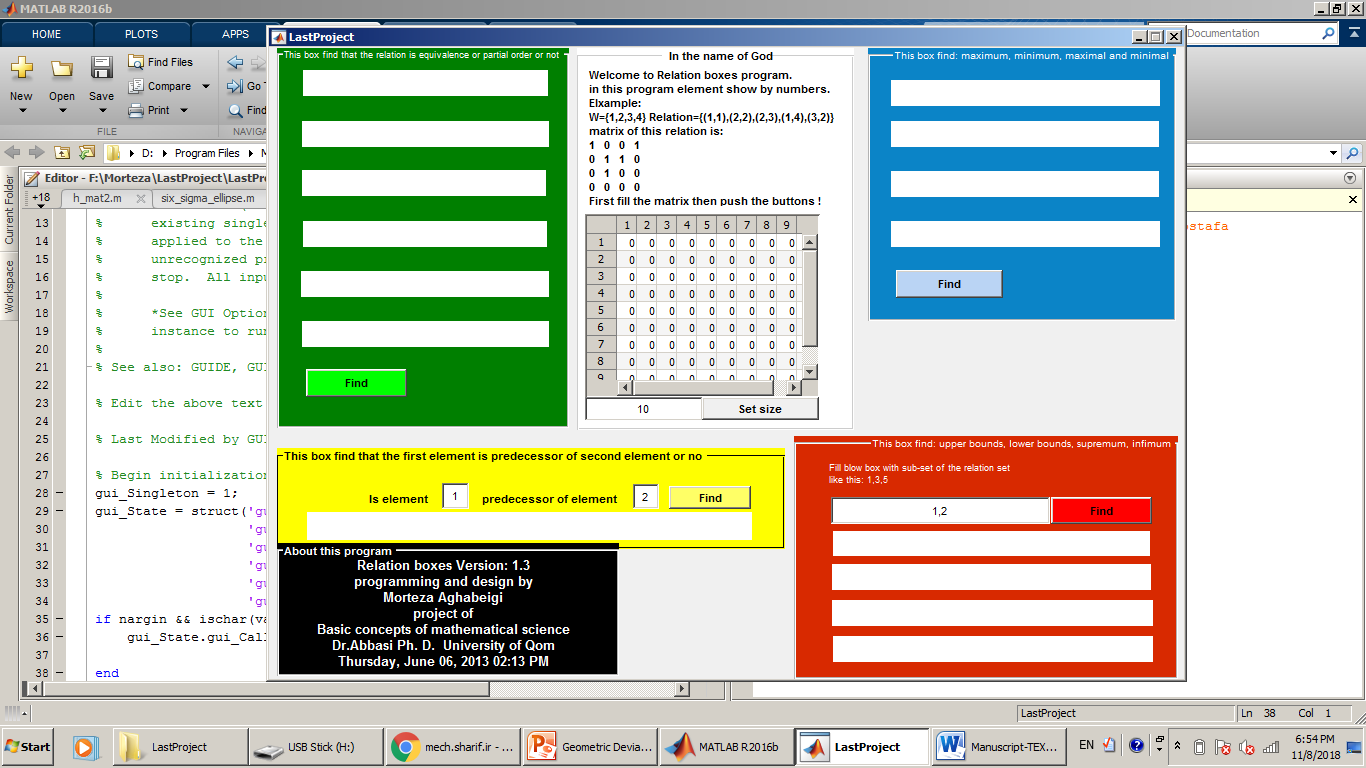 MATLAB R2016b
HOME PLOTS APPS
Documentation
New Open Save Find Files Compare Print Go Find
FILE NAVIGA
D: Program Files
Current Folder
Workspace
Editor - F:\Morteza\LastProject\LastPr
+18 h_mat2.m six_sigma_ellipse.m
13 % existing singl
14 % applied to the
15 % unrecognized p
16 % stop. All inpu
17 %
18 % *See GUI Option
19 % instance to run
20 %
21 % See also: GUIDE, GUI
22
23 % Edit the above text
24
25 % Last Modified by GUI
26
27 % Begin initialization
28 gui_Singleton = 1;
29 gui_State = struct('gu
30 'gu
31 'gu
32 'gu
33 'gu
34 'gu
35 if nargin && ischar(va
36 gui_State.gui_Call
37
38 end
ostafa
LastProject
This box find that the relation is equivalence or partial order or not
Find
In the name of God
Welcome to Relation boxes program.
in this program element show by numbers.
Elxample:
W={1,2,3,4} Relation={(1,1),(2,2),(2,3),(1,4),(3,2)}
matrix of this relation is:
1 0 0 1
0 1 1 0
0 1 0 0
0 0 0 0
First fill the matrix then push the buttons !
1 2 3 4 5 6 7 8 9
1 0 0 0 0 0 0 0 0 0
2 0 0 0 0 0 0 0 0 0
3 0 0 0 0 0 0 0 0 0
4 0 0 0 0 0 0 0 0 0
5 0 0 0 0 0 0 0 0 0
6 0 0 0 0 0 0 0 0 0
7 0 0 0 0 0 0 0 0 0
8 0 0 0 0 0 0 0 0 0
9 0 0 0 0 0 0 0 0 0
10 Set size
This box find: maximum, minimum, maximal and minimal
Find
This box find that the first element is predecessor of second element or no
Is element 1 predecessor of element 2 Find
This box find: upper bounds, lower bounds, supremum, infimum
Fill blow box with sub-set of the relation set
like this: 1,3,5
1,2 Find
About this program
Relation boxes Version: 1.3
programming and design by
Morteza Aghabeigi
project of
Basic concepts of mathematical science
Dr.Abbasi Ph. D. University of Qom
Thursday, June 06, 2013 02:13 PM
LastProject Ln 38 Col 1
Start LastProject USB Stick (H:) mech.sharif.ir - ... Geometric Devia... MATLAB R2016b LastProject Manuscript-TEX... EN 6:54 PM
11/8/2018